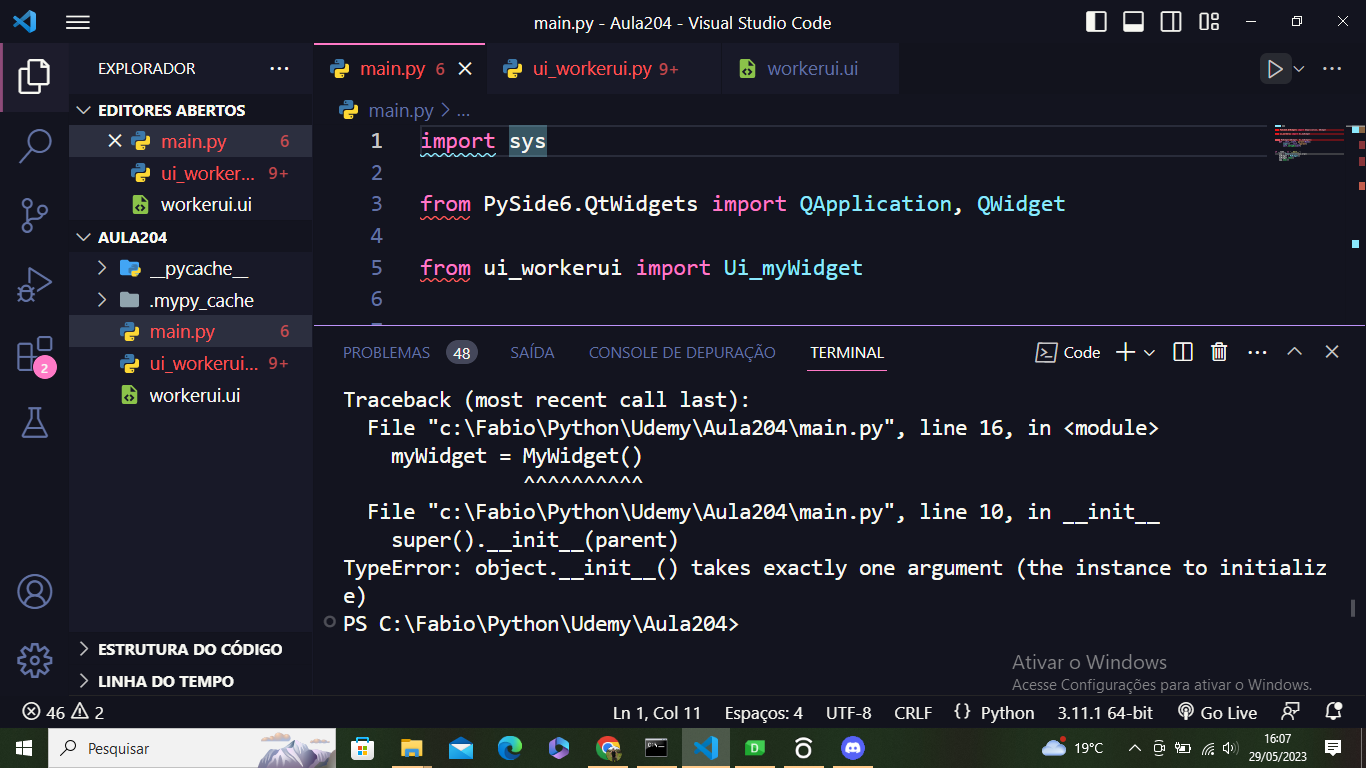 main.py - Aula204 - Visual Studio Code
EXPLORADOR
EDITORES ABERTOS
main.py 6
ui_worker... 9+
workerui.ui
AULA204
__pycache__
.mypy_cache
main.py 6
ui_workerui... 9+
workerui.ui
ESTRUTURA DO CÓDIGO
LINHA DO TEMPO
2
main.py 6 ui_workerui.py 9+ workerui.ui
main.py > ...
1 import sys
2
3 from PySide6.QtWidgets import QApplication, QWidget
4
5 from ui_workerui import Ui_myWidget
6
PROBLEMAS 48 SAÍDA CONSOLE DE DEPURAÇÃO TERMINAL Code
Traceback (most recent call last):
File "c:\Fabio\Python\Udemy\Aula204\main.py", line 16, in <module>
myWidget = MyWidget()
^^^^^^^^^^
File "c:\Fabio\Python\Udemy\Aula204\main.py", line 10, in __init__
super().__init__(parent)
TypeError: object.__init__() takes exactly one argument (the instance to initializ
e)
PS C:\Fabio\Python\Udemy\Aula204>
Ativar o Windows
Acesse Configurações para ativar o Windows.
46 2 Ln 1, Col 11 Espaços: 4 UTF-8 CRLF {} Python 3.11.1 64-bit Go Live
Pesquisar 19°C 16:07
29/05/2023